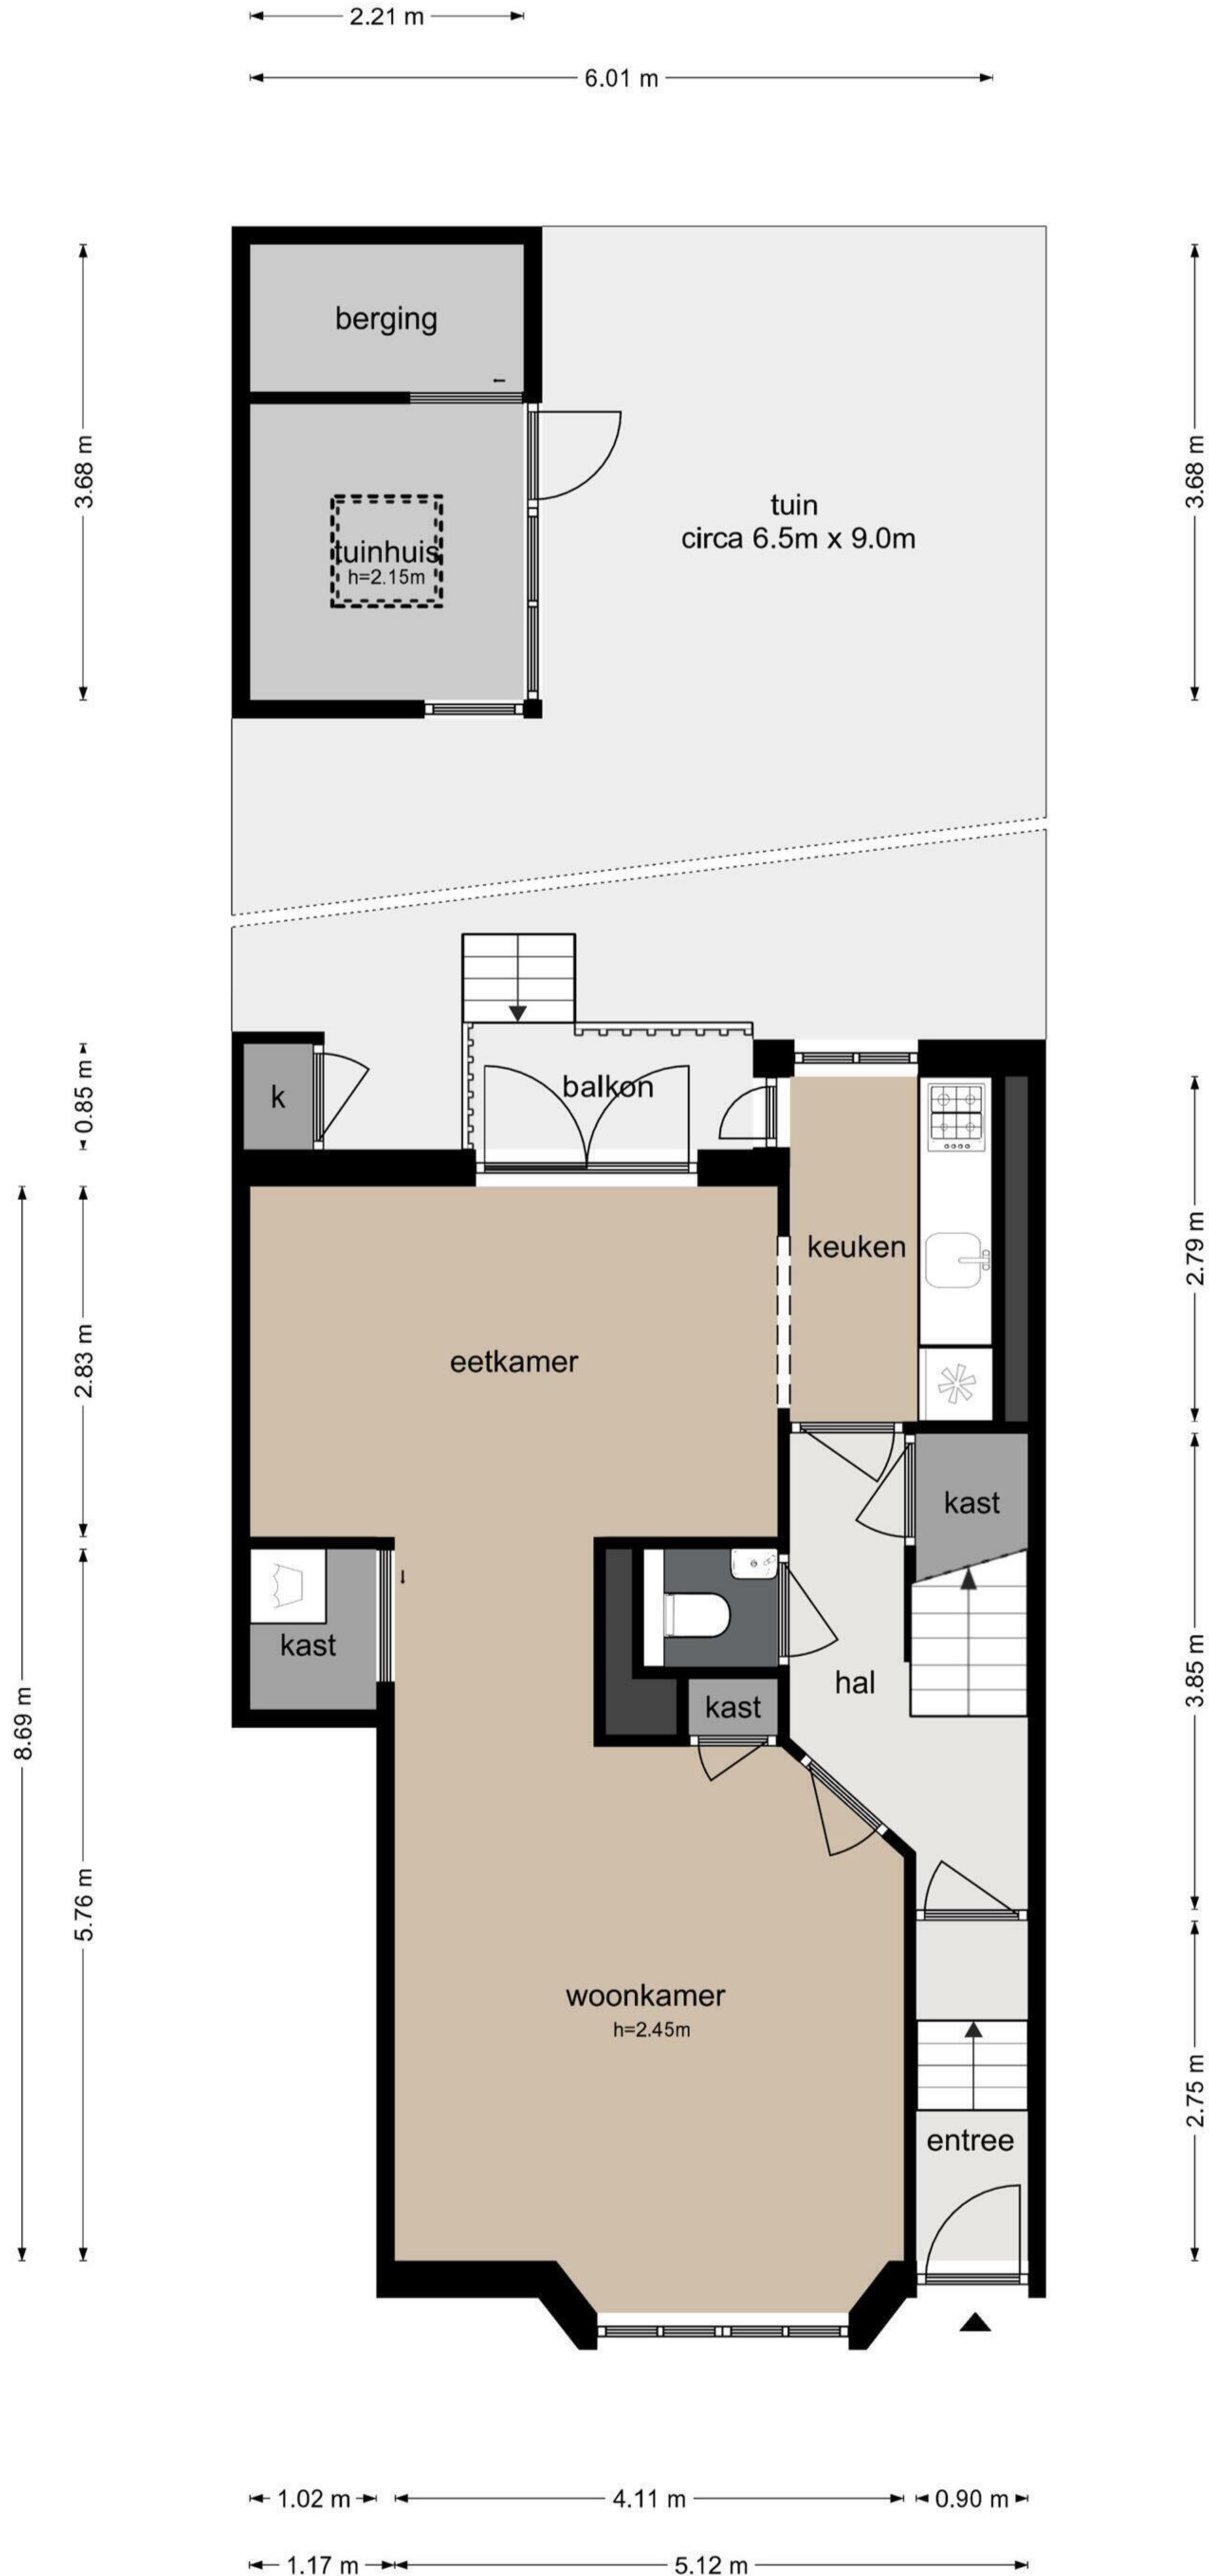 2.21 m
6.01 m
berging
3.68 m
3.68 m
tuin
circa 6.5m x 9.0m
tuinhuis
h=2.15m
0.85 m
k
balkon
2.79 m
keuken
2.83 m
eetkamer
kast
kast
hal
kast
3.85 m
8.69 m
5.76 m
woonkamer
h=2.45m
2.75 m
entree
1.02 m
4.11 m
0.90 m
1.17 m
5.12 m